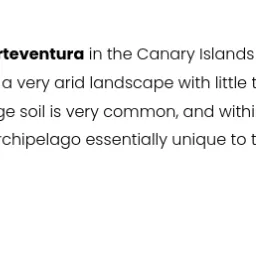 rteventura in the Canary Islands
a very arid landscape with little t
ge soil is very common, and withi
rchipelago essentially unique to t